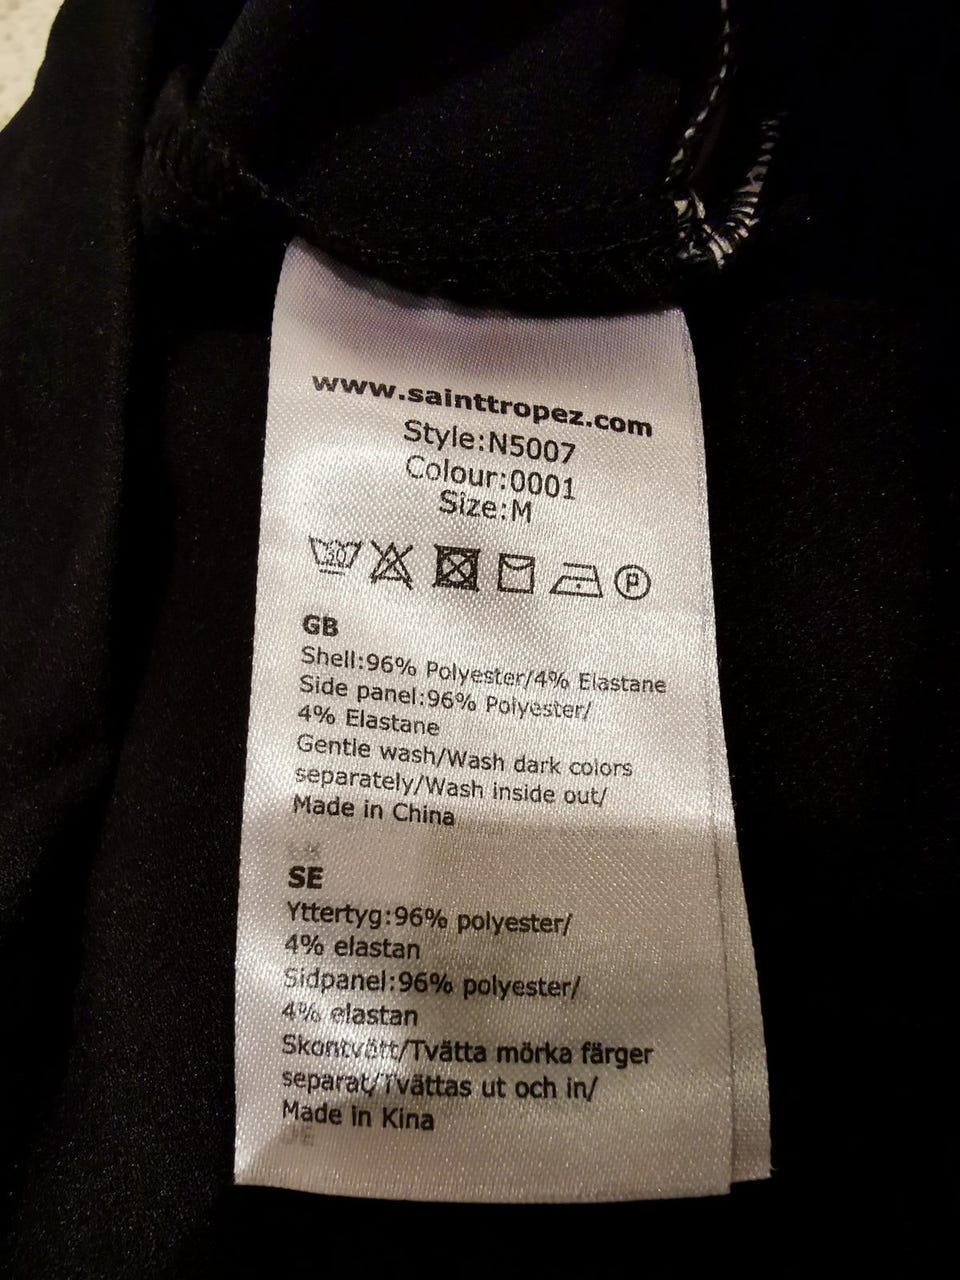 www.sainttropez.com
Style:N5007
Colour:0001
Size:M
30
P
GB
Shell:96% Polyester/4% Elastane
Side panel:96% Polyester/
4% Elastane
Gentle wash/Wash dark colors
separately/Wash inside out/
Made in China
SE
Yttertyg:96% polyester/
4% elastan
Sidpanel:96% polyester/
4% elastan
Skontvätt/Tvätta mörka färger
separat/Tvättas ut och in/
Made in Kina
DE